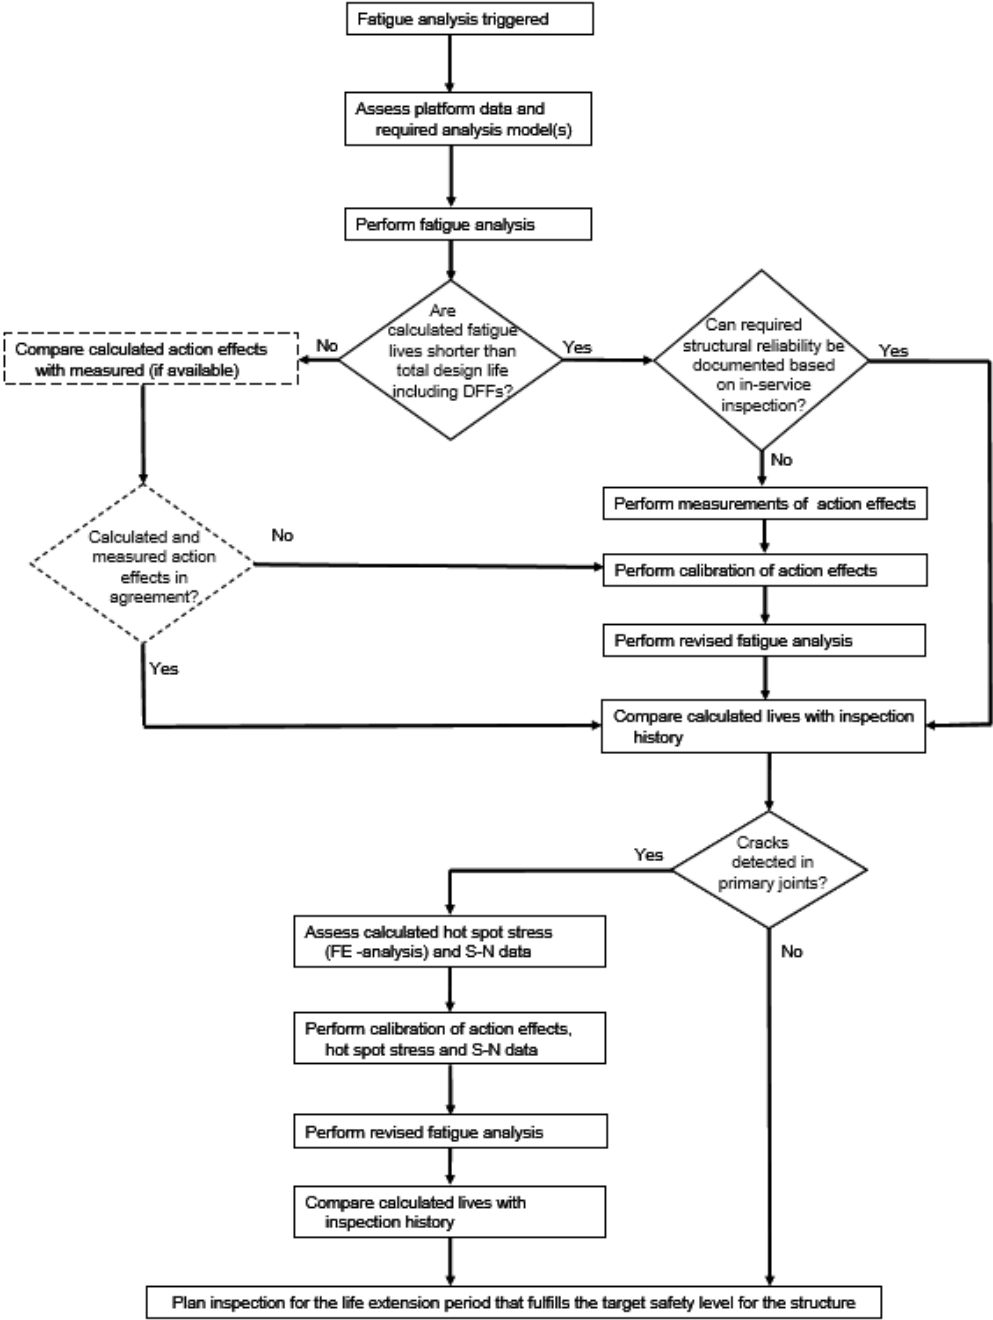 Fatigue analysis triggered
Assess platform data and
required analysis model(s)
Perform fatigue analysis
Are
calculated fatigue
lives shorter than
total design life
including DFFs?
No
Yes
Compare calculated action effects
with measured (if available)
Can required
structural reliability be
documented based
on in-service
inspection?
Yes
No
Calculated and
measured action
effects in
agreement?
No
Yes
Perform measurements of action effects
Perform calibration of action effects
Perform revised fatigue analysis
Compare calculated lives with inspection
history
Cracks
detected in
primary joints?
Yes
No
Assess calculated hot spot stress
(FE -analysis) and S-N data
Perform calibration of action effects,
hot spot stress and S-N data
Perform revised fatigue analysis
Compare calculated lives with
inspection history
Plan inspection for the life extension period that fulfills the target safety level for the structure